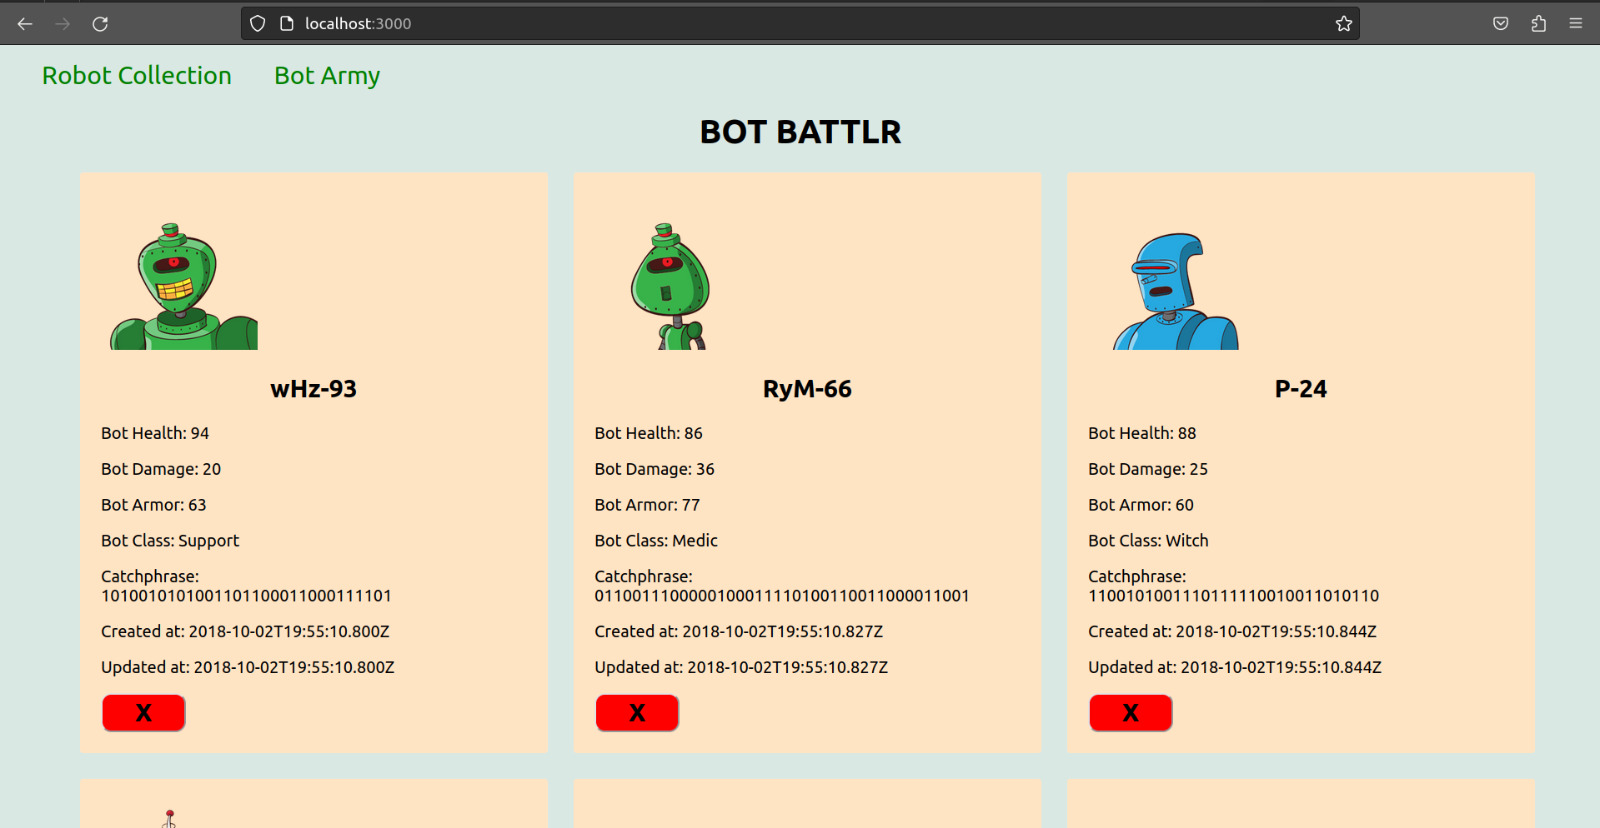 localhost:3000
Robot Collection Bot Army
BOT BATTLR
wHz-93
Bot Health: 94
Bot Damage: 20
Bot Armor: 63
Bot Class: Support
Catchphrase:
1010010101001101100011000111101
Created at: 2018-10-02T19:55:10.800Z
Updated at: 2018-10-02T19:55:10.800Z
X
RyM-66
Bot Health: 86
Bot Damage: 36
Bot Armor: 77
Bot Class: Medic
Catchphrase:
0110011100000100011110100110011000011001
Created at: 2018-10-02T19:55:10.827Z
Updated at: 2018-10-02T19:55:10.827Z
X
P-24
Bot Health: 88
Bot Damage: 25
Bot Armor: 60
Bot Class: Witch
Catchphrase:
1100101001110111110010011010110
Created at: 2018-10-02T19:55:10.844Z
Updated at: 2018-10-02T19:55:10.844Z
X